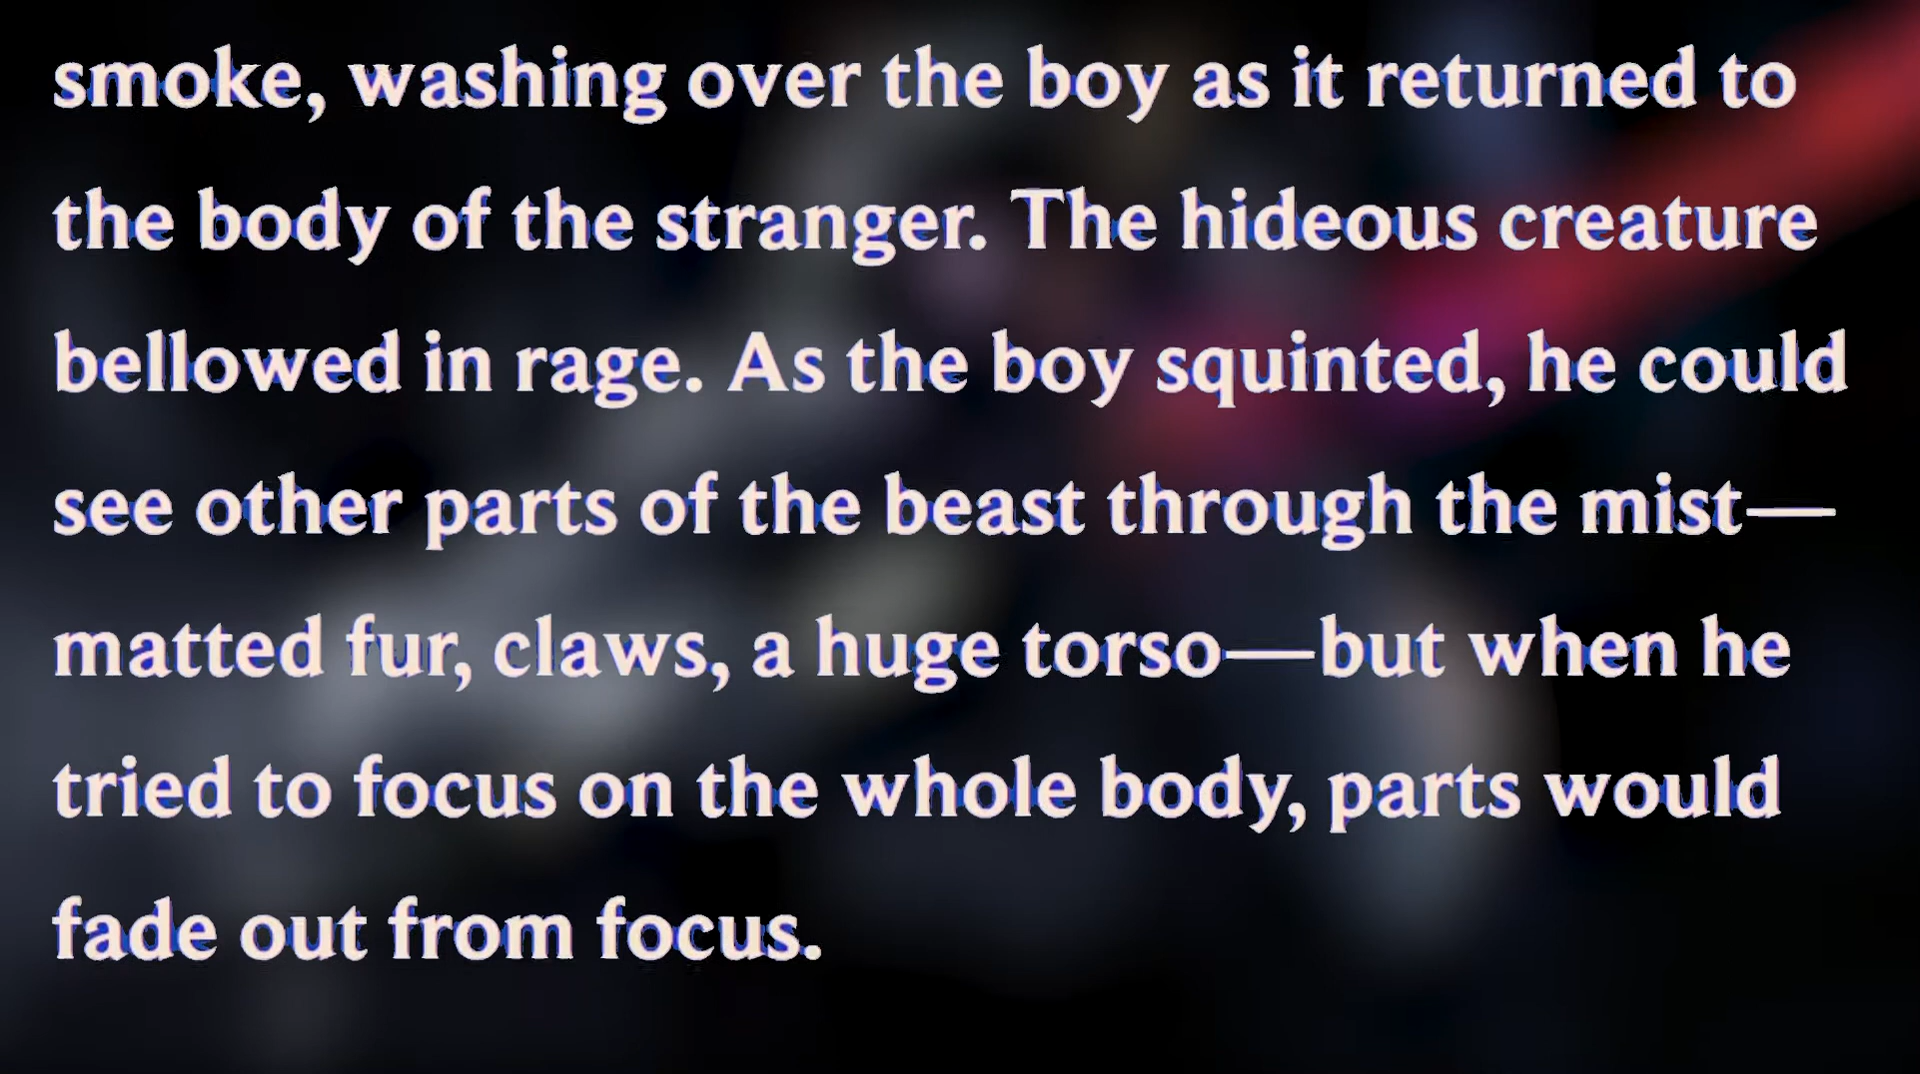 smoke, washing over the boy as it returned to
the body of the stranger. The hideous creature
bellowed in rage. As the boy squinted, he could
see other parts of the beast through the mist—
matted fur, claws, a huge torso—but when he
tried to focus on the whole body, parts would
fade out from focus.